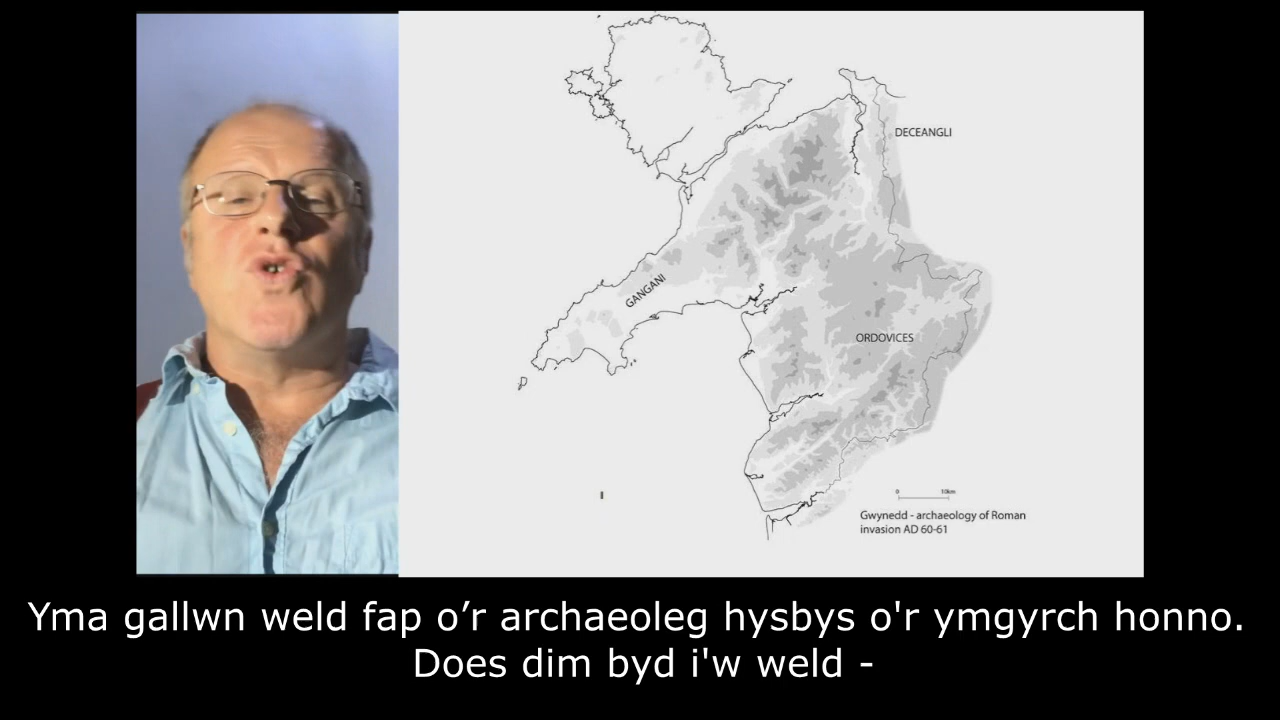 DECEANGLI
GANGANI
ORDOVICES
0 10km
Gwynedd - archaeology of Roman
invasion AD 60-61
Yma gallwn weld fap o’r archaeoleg hysbys o'r ymgyrch honno.
Does dim byd i'w weld -